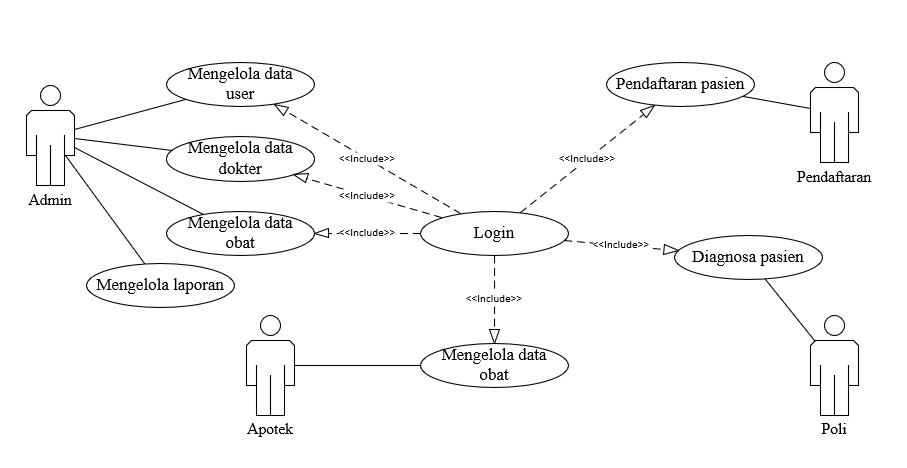 Mengelola data
user
Pendaftaran pasien
Mengelola data
dokter
<<Include>>
<<Include>>
Pendaftaran
Admin
<<Include>>
Mengelola data
obat
<<Include>>
Login
<<Include>>
Diagnosa pasien
Mengelola laporan
<<Include>>
Mengelola data
obat
Apotek
Poli